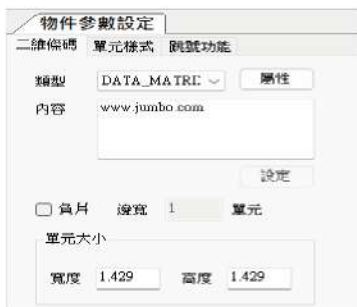 物件參數設定
二維條碼 單元樣式 跳號功能
類型 DATA_MATRI 屬性
內容 www.jumbo.com
設定
負片 邊寬 1 單元
單元大小
寬度 1.429 高度 1.429